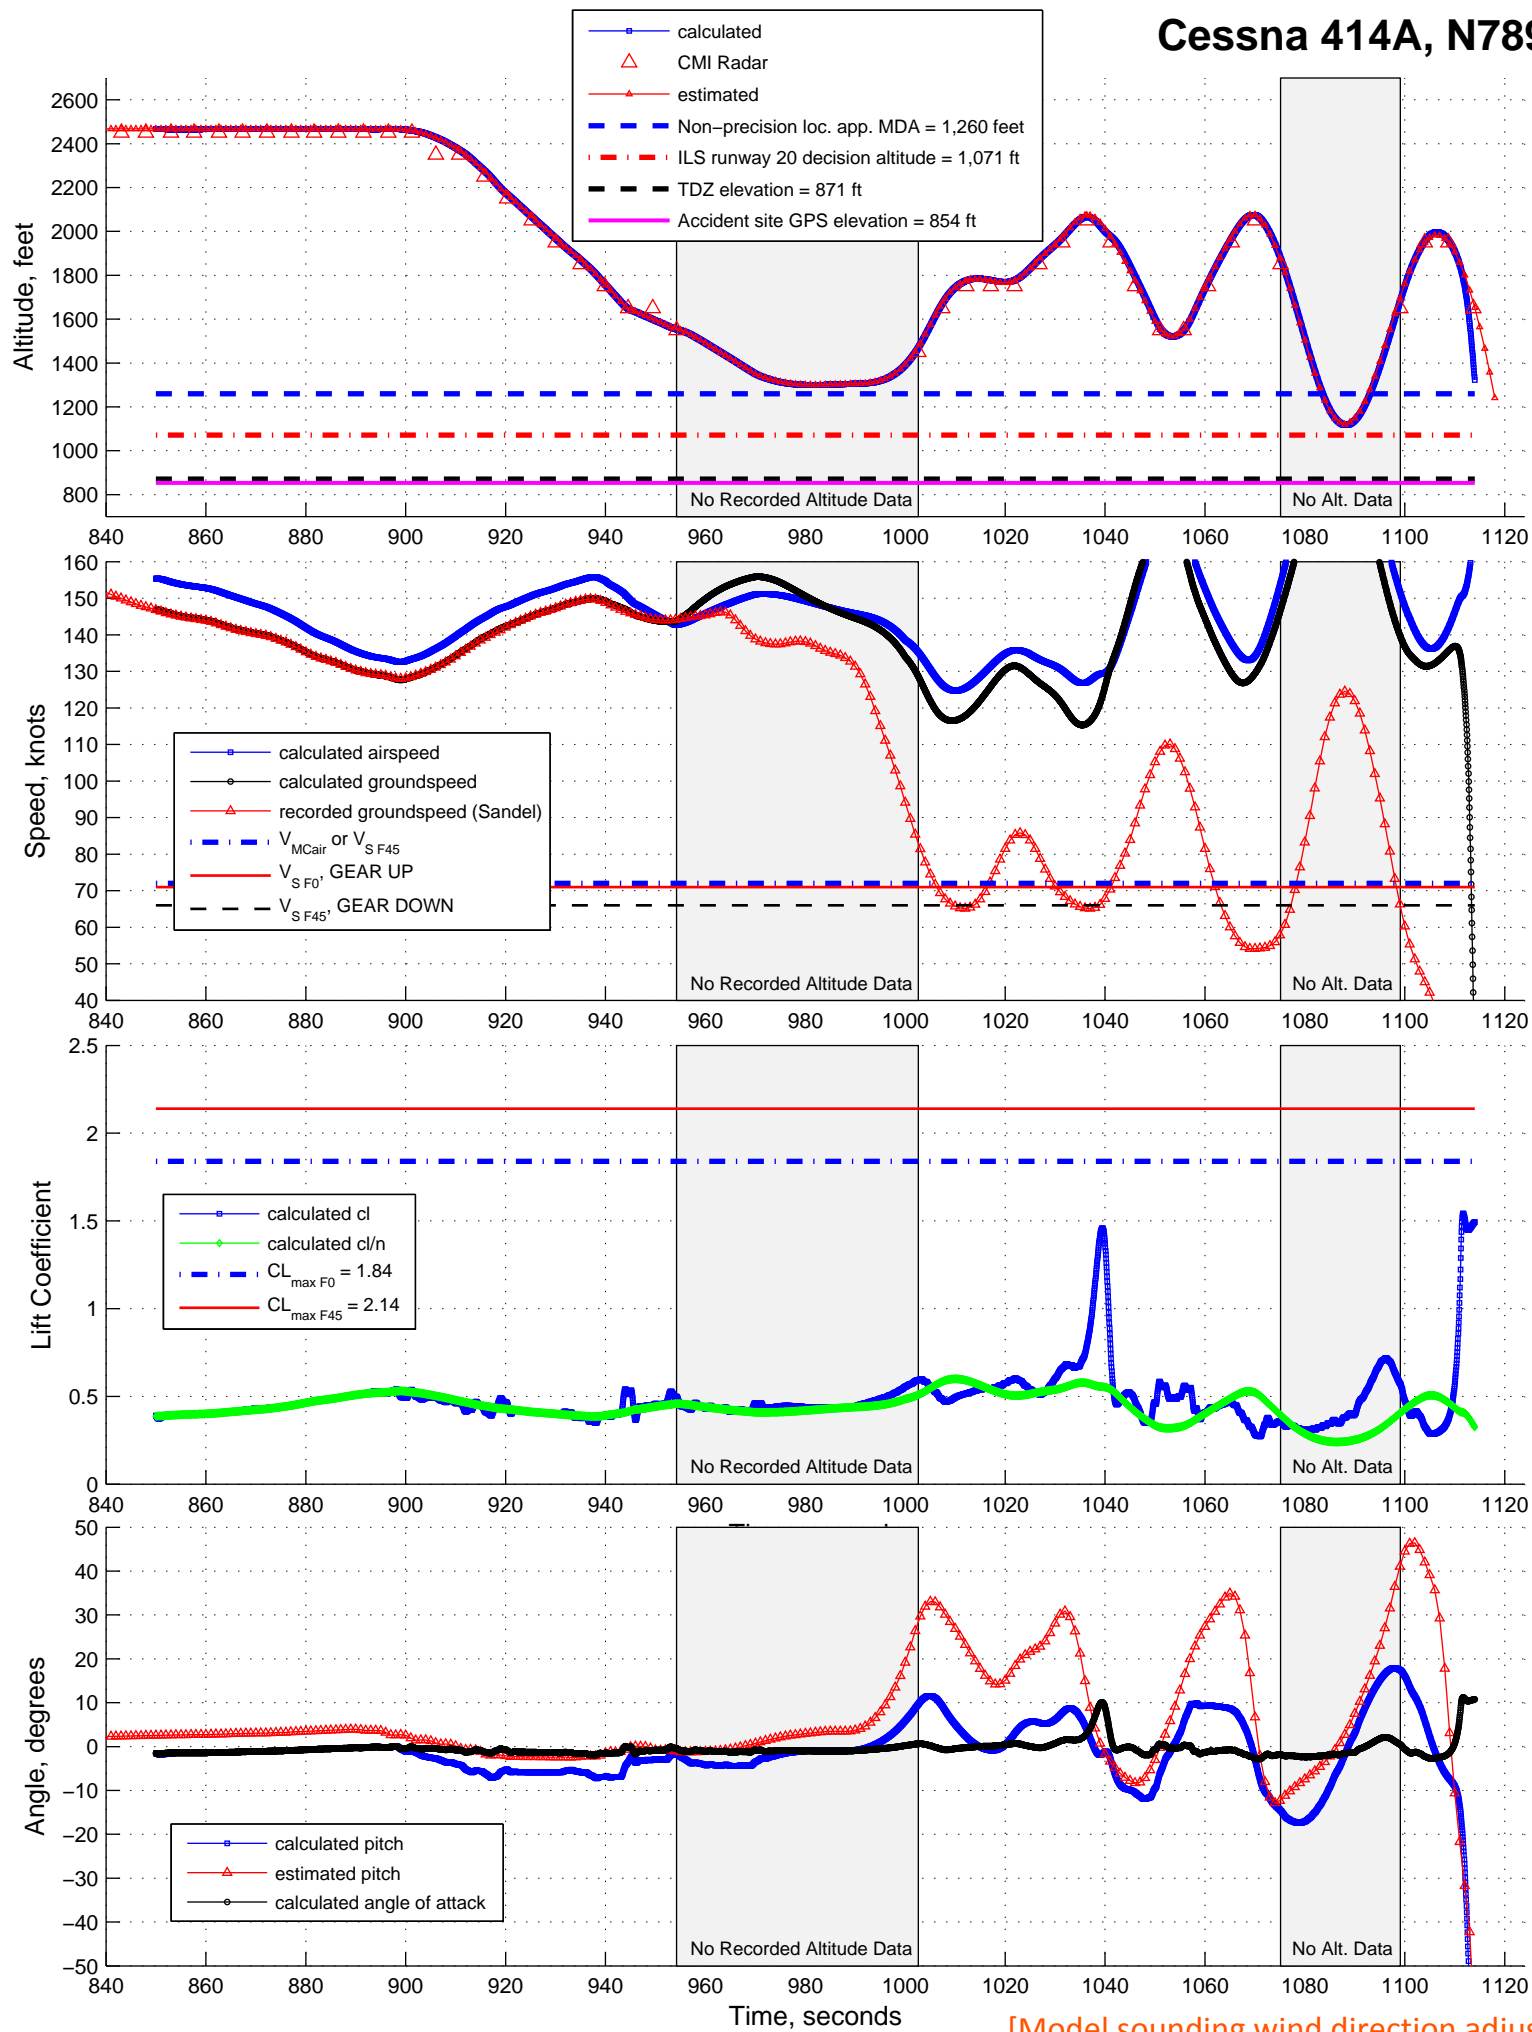 Cessna 414A, N789
calculated
CMI Radar
estimated
Non−precision loc. app. MDA = 1,260 feet
ILS runway 20 decision altitude = 1,071 ft
TDZ elevation = 871 ft
Accident site GPS elevation = 854 ft
Altitude, feet
2600
2400
2200
2000
1800
1600
1400
1200
1000
800
No Recorded Altitude Data
No Alt. Data
840 860 880 900 920 940 960 980 1000 1020 1040 1060 1080 1100 1120
Speed, knots
160
150
140
130
120
110
100
90
80
70
60
50
40
calculated airspeed
calculated groundspeed
recorded groundspeed (Sandel)
VMCair or VS F45
VS F0, GEAR UP
VS F45, GEAR DOWN
No Recorded Altitude Data
No Alt. Data
840 860 880 900 920 940 960 980 1000 1020 1040 1060 1080 1100 1120
Lift Coefficient
2.5
2
1.5
1
0.5
0
calculated cl
calculated cl/n
CLmax F0 = 1.84
CLmax F45 = 2.14
No Recorded Altitude Data
No Alt. Data
840 860 880 900 920 940 960 980 1000 1020 1040 1060 1080 1100 1120
Angle, degrees
50
40
30
20
10
0
−10
−20
−30
−40
−50
calculated pitch
estimated pitch
calculated angle of attack
No Recorded Altitude Data
No Alt. Data
840 860 880 900 920 940 960 980 1000 1020 1040 1060 1080 1100 1120
Time, seconds
[Model sounding wind direction adjus